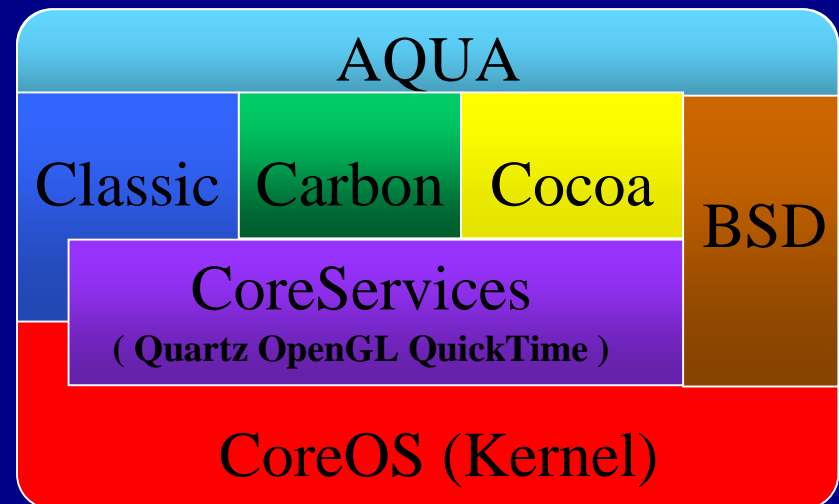 AQUA
Classic Carbon Cocoa
BSD
CoreServices
( Quartz OpenGL QuickTime )
CoreOS (Kernel)